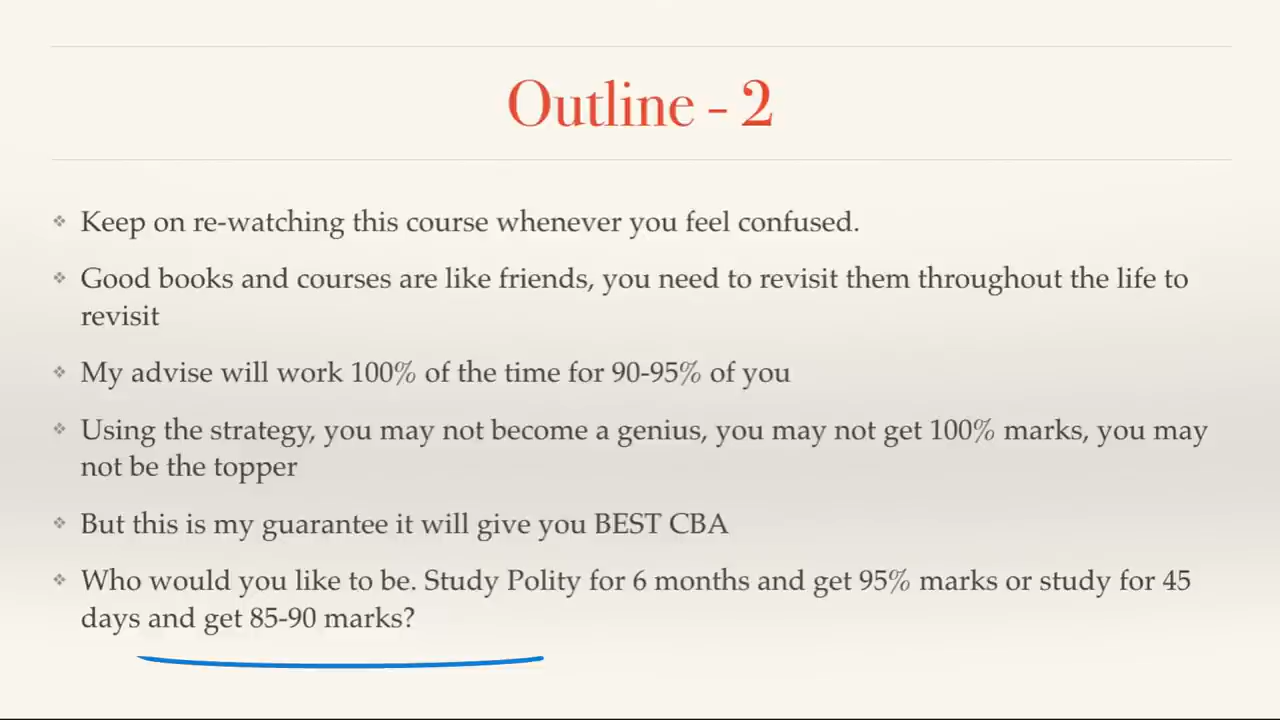 Outline - 2
❖ Keep on re-watching this course whenever you feel confused.
❖ Good books and courses are like friends, you need to revisit them throughout the life to
revisit
❖ My advise will work 100% of the time for 90-95% of you
❖ Using the strategy, you may not become a genius, you may not get 100% marks, you may
not be the topper
❖ But this is my guarantee it will give you BEST CBA
❖ Who would you like to be. Study Polity for 6 months and get 95% marks or study for 45
days and get 85-90 marks?